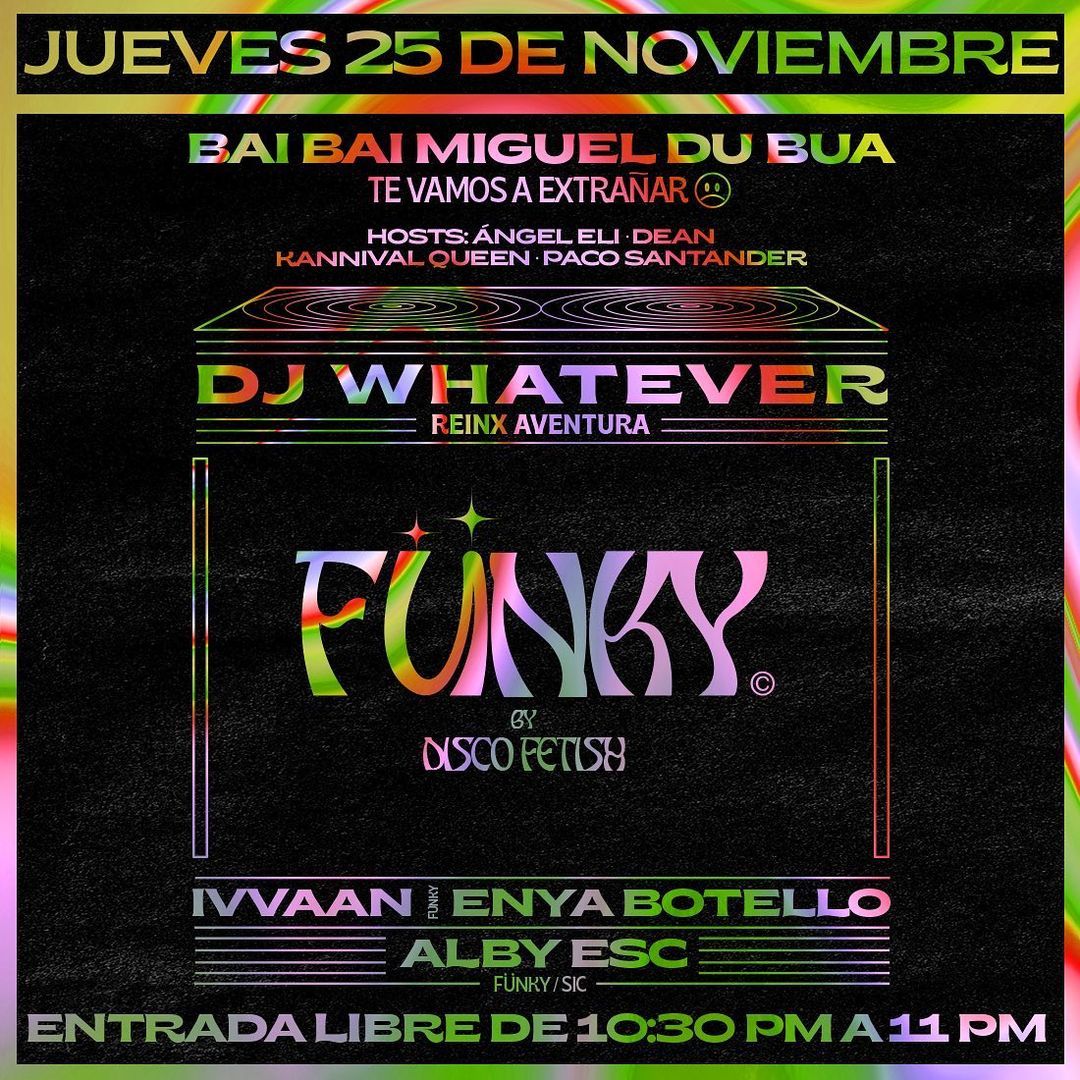 JUEVES 25 DE NOVIEMBRE
BAI BAI MIGUEL DU BUA
TE VAMOS A EXTRAÑAR
HOSTS: ÁNGEL ELI · DEAN
KANNIVAL QUEEN · PACO SANTANDER
DJ WHATEVER
REINX AVENTURA
FÜNKY ©
BY
DISCO FETISH
IVVAAN FÜNKY ENYA BOTELLO
ALBY ESC
FÜNKY / SIC
ENTRADA LIBRE DE 10:30 PM A 11 PM